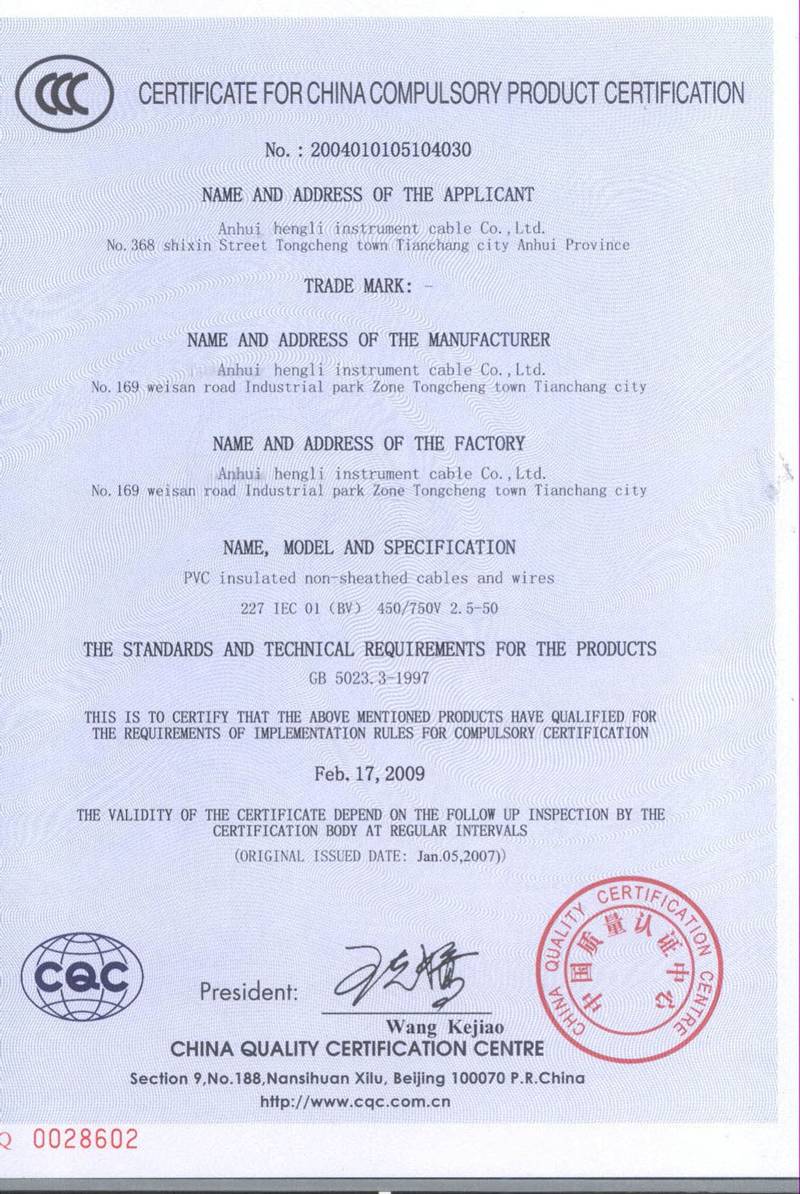 CCC
CERTIFICATE FOR CHINA COMPULSORY PRODUCT CERTIFICATION
No. : 2004010105104030
NAME AND ADDRESS OF THE APPLICANT
Anhui hengli instrument cable Co.,Ltd.
No.368 shixin Street Tongcheng town Tianchang city Anhui Province
TRADE MARK: -
NAME AND ADDRESS OF THE MANUFACTURER
Anhui hengli instrument cable Co.,Ltd.
No.169 weisan road Industrial park Zone Tongcheng town Tianchang city
NAME AND ADDRESS OF THE FACTORY
Anhui hengli instrument cable Co.,Ltd.
No.169 weisan road Industrial park Zone Tongcheng town Tianchang city
NAME, MODEL AND SPECIFICATION
PVC insulated non-sheathed cables and wires
227 IEC 01 (BV) 450/750V 2.5-50
THE STANDARDS AND TECHNICAL REQUIREMENTS FOR THE PRODUCTS
GB 5023.3-1997
THIS IS TO CERTIFY THAT THE ABOVE MENTIONED PRODUCTS HAVE QUALIFIED FOR
THE REQUIREMENTS OF IMPLEMENTATION RULES FOR COMPULSORY CERTIFICATION
Feb. 17, 2009
THE VALIDITY OF THE CERTIFICATE DEPEND ON THE FOLLOW UP INSPECTION BY THE
CERTIFICATION BODY AT REGULAR INTERVALS
(ORIGINAL ISSUED DATE: Jan.05,2007))
CHINA QUALITY CERTIFICATION CENTRE
中国质量认证中心
CQC
President:
Wang Kejiao
CHINA QUALITY CERTIFICATION CENTRE
Section 9,No.188,Nansihuan Xilu, Beijing 100070 P.R.China
http://www.cqc.com.cn
Q 0028602